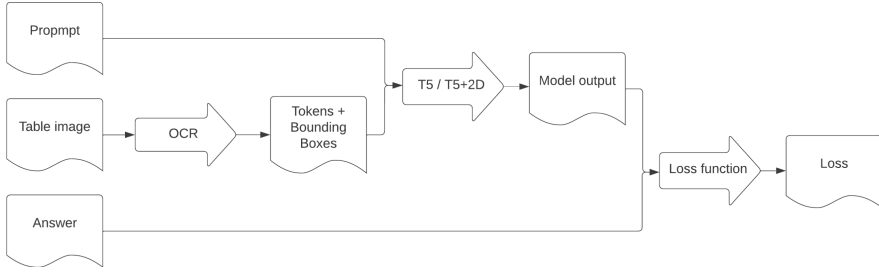 Propmpt
Table image
OCR
Tokens +
Bounding
Boxes
T5 / T5+2D
Model output
Answer
Loss function
Loss